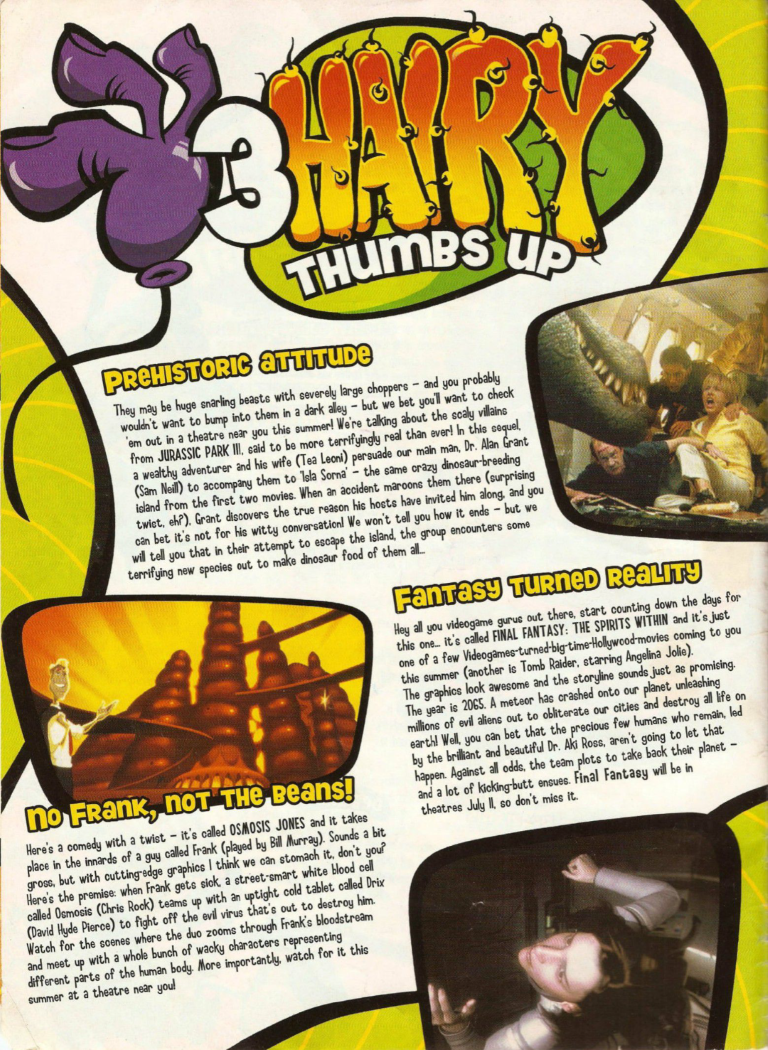 3 HAIRY
THUMBS UP
PREHISTORIC ATTITUDE
They may be huge snarling beasts with severely large choppers – and you probably
wouldn't want to bump into them in a dark alley – but we bet you'll want to check
'em out in a theatre near you this summer! We're talking about the scaly villains
from JURASSIC PARK III, said to be more terrifyingly real than ever! In this sequel,
a wealthy adventurer and his wife (Tea Leoni) persuade our main man, Dr. Alan Grant
(Sam Neill) to accompany them to 'Isla Sorna' – the same crazy dinosaur-breeding
island from the first two movies. When an accident maroons them there (surprising
twist, eh?), Grant discovers the true reason his hosts have invited him along, and you
can bet it's not for his witty conversation! We won't tell you how it ends – but we
will tell you that in their attempt to escape the island, the group encounters some
terrifying new species out to make dinosaur food of them all...
FANTASY TURNED REALITY
Hey all you videogame gurus out there, start counting down the days for
this one... it's called FINAL FANTASY: THE SPIRITS WITHIN and it's just
one of a few Videogames-turned-big-time-Hollywood-movies coming to you
this summer (another is Tomb Raider, starring Angelina Jolie).
The graphics look awesome and the storyline sounds just as promising.
The year is 2065. A meteor has crashed onto our planet unleashing
millions of evil aliens out to obliterate our cities and destroy all life on
earth! Well, you can bet that the precious few humans who remain, led
by the brilliant and beautiful Dr. Aki Ross, aren't going to let that
happen. Against all odds, the team plots to take back their planet –
and a lot of kicking-butt ensues. Final Fantasy will be in
theatres July 11, so don't miss it.
NO FRANK, NOT THE BEANS!
Here's a comedy with a twist – it's called OSMOSIS JONES and it takes
place in the innards of a guy called Frank (played by Bill Murray). Sounds a bit
gross, but with cutting-edge graphics I think we can stomach it, don't you?
Here's the premise: when Frank gets sick, a street-smart white blood cell
called Osmosis (Chris Rock) teams up with an uptight cold tablet called Drix
(David Hyde Pierce) to fight off the evil virus that's out to destroy him.
Watch for the scenes where the duo zooms through Frank's bloodstream
and meet up with a whole bunch of wacky characters representing
different parts of the human body. More importantly, watch for it this
summer at a theatre near you!